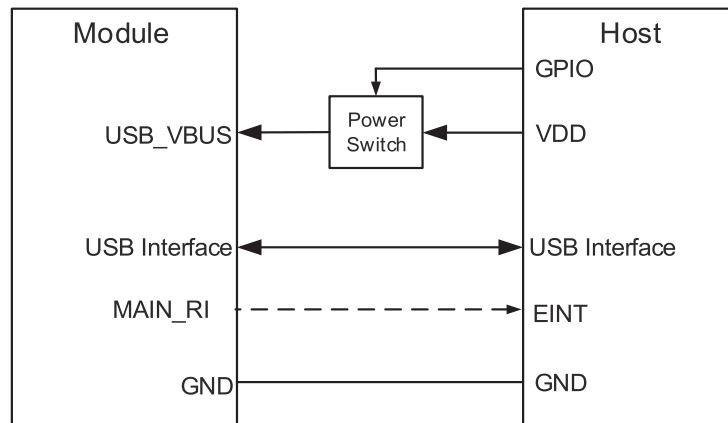 Module
Host
GPIO
Power
Switch
USB_VBUS
VDD
USB Interface
USB Interface
MAIN_RI
EINT
GND
GND